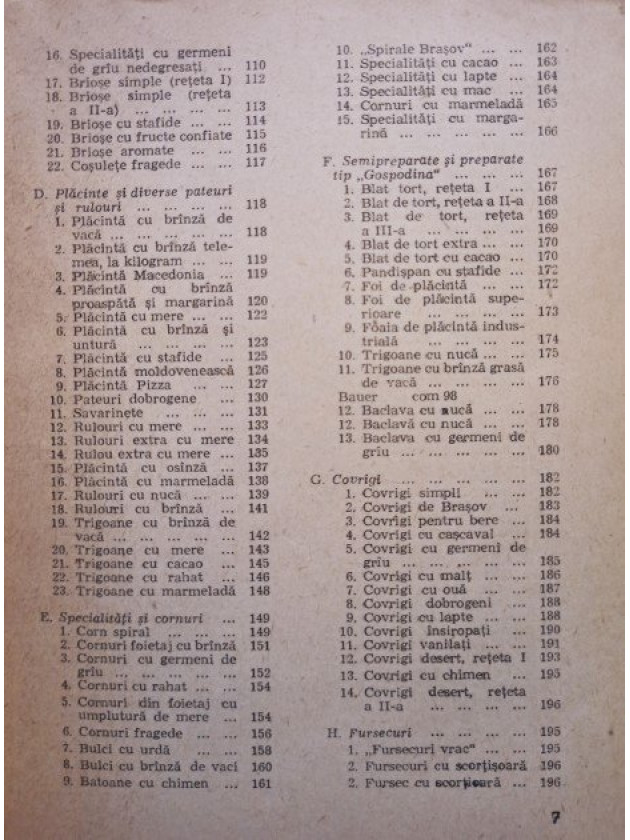 16. Specialități cu germeni
de grîu nedegresați ... 110
17. Brioșe simple (rețeta I) 112
18. Brioșe simple (rețeta
a II-a) ... ... ... ... 113
19. Brioșe cu stafide ... ... 114
20. Brioșe cu fructe confiate 115
21. Brioșe aromate ... ... 116
22. Coșulețe fragede ... ... 117
D. Plăcinte și diverse pateuri
și rulouri ... ... ... ... 118
1. Plăcintă cu brînză de
vacă ... ... ... ... ... 118
2. Plăcintă cu brînză tele-
mea, la kilogram ... ... 119
3. Plăcintă Macedonia ... 119
4. Plăcintă cu brînză
proaspătă și margarină 120
5. Plăcintă cu mere ... ... 122
6. Plăcintă cu brînză și
untură ... ... ... ... 123
7. Plăcintă cu stafide ... 125
8. Plăcintă moldovenească 126
9. Plăcintă Pizza ... ... 127
10. Pateuri dobrogene ... 130
11. Savarinete ... ... ... 131
12. Rulouri cu mere ... ... 133
13. Rulouri extra cu mere 134
14. Rulou extra cu mere ... 135
15. Plăcintă cu osînză ... 137
16. Plăcintă cu marmeladă 138
17. Rulouri cu nucă ... ... 139
18. Rulouri cu brînză ... 141
19. Trigoane cu brînză de
vacă ... ... ... ... ... 142
20. Trigoane cu mere ... 143
21. Trigoane cu cacao ... 145
22. Trigoane cu rahat ... 146
23. Trigoane cu marmeladă 148
E. Specialități și cornuri ... 149
1. Corn spiral ... ... ... 149
2. Cornuri foietaj cu brînză 151
3. Cornuri cu germeni de
grîu ... ... ... ... ... 152
4. Cornuri cu rahat ... ... 154
5. Cornuri din foietaj cu
umplutură de mere ... 154
6. Cornuri fragede ... ... 156
7. Bulci cu urdă ... ... 158
8. Bulci cu brînză de vaci 160
9. Batoane cu chimen ... 161
10. „Spirale Brașov” ... ... 162
11. Specialități cu cacao ... 163
12. Specialități cu lapte ... 164
13. Specialități cu mac ... 164
14. Cornuri cu marmeladă 165
15. Specialități cu marga-
rină ... ... ... ... ... 166
F. Semipreparate și preparate
tip „Gospodina” ... ... ... 167
1. Blat tort, rețeta I ... 167
2. Blat de tort, rețeta a II-a 168
3. Blat de tort, rețeta 169
a III-a ... ... ... ... 169
4. Blat de tort extra ... ... 170
5. Blat de tort cu cacao ... 170
6. Pandișpan cu stafide ... 172
7. Foi de plăcintă ... ... 172
8. Foi de plăcintă supe-
rioare ... ... ... ... 173
9. Foaia de plăcintă indus-
trială ... ... ... ... 174
10. Trigoane cu nucă ... ... 175
11. Trigoane cu brînză grasă
de vacă ... ... ... ... 176
Bauer com 98
12. Baclava cu nucă ... ... 178
12. Baclavă cu nucă ... ... 178
13. Baclava cu germeni de
grîu ... ... ... ... ... 180
G. Covrigi ... ... ... ... ... 182
1. Covrigi simpli ... ... 182
2. Covrigi de Brașov ... 183
3. Covrigi pentru bere ... 184
4. Covrigi cu cașcaval ... 184
5. Covrigi cu germeni de
grîu ... ... ... ... ... 185
6. Covrigi cu malț ... ... 186
7. Covrigi cu ouă ... ... 187
8. Covrigi dobrogeni ... 188
9. Covrigi cu lapte ... ... 188
10. Covrigi însiropați ... 190
11. Covrigi vanilați ... ... 191
12. Covrigi desert, rețeta I 193
13. Covrigi cu chimen ... 195
14. Covrigi desert, rețeta
a II-a ... ... ... ... 196
H. Fursecuri ... ... ... ... 195
1. „Fursecuri vrac” ... ... 195
2. Fursecuri cu scorțișoară 196
2. Fursec cu scorțisoară ... 196
7